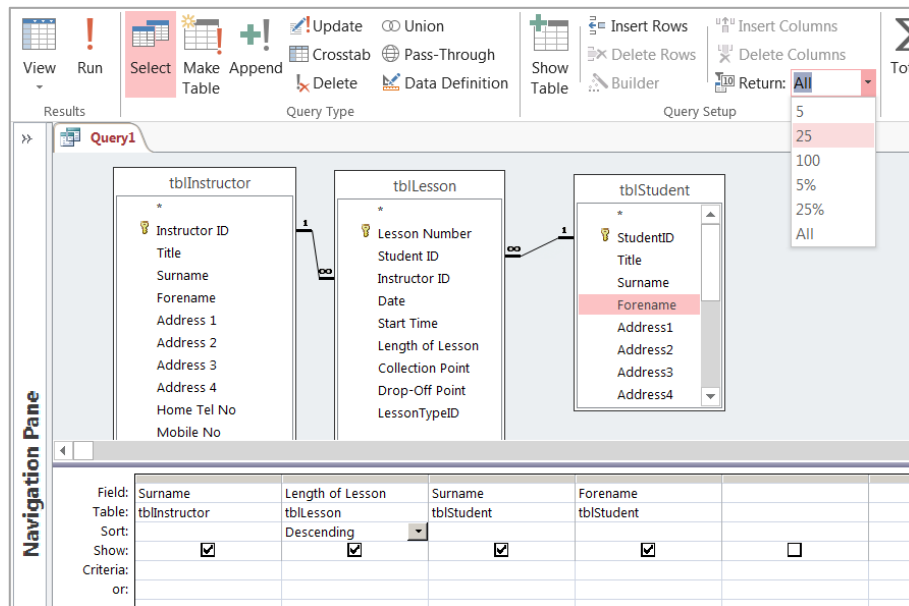 View
Run
Select
Make Table
Append
Update
Crosstab
Delete
Union
Pass-Through
Data Definition
Show Table
Insert Rows
Delete Rows
Builder
Insert Columns
Delete Columns
Return: All
Results
Query Type
Query Setup
5
25
100
5%
25%
All
Query1
Navigation Pane
tblInstructor
*
Instructor ID
Title
Surname
Forename
Address 1
Address 2
Address 3
Address 4
Home Tel No
Mobile No
1
∞
tblLesson
*
Lesson Number
Student ID
Instructor ID
Date
Start Time
Length of Lesson
Collection Point
Drop-Off Point
LessonTypeID
∞
1
tblStudent
*
StudentID
Title
Surname
Forename
Address1
Address2
Address3
Address4
Field: Surname Length of Lesson Surname Forename
Table: tblInstructor tblLesson tblStudent tblStudent
Sort: Descending
Show:
Criteria:
or: